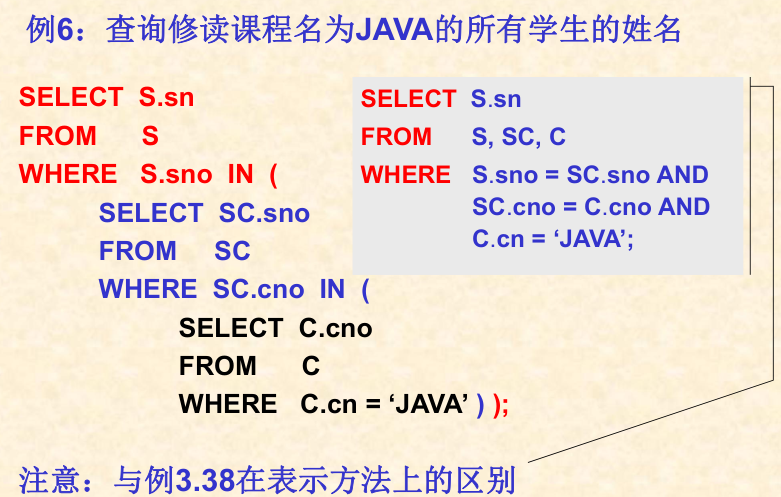 例6：查询修读课程名为JAVA的所有学生的姓名
SELECT S.sn
FROM S
WHERE S.sno IN (
SELECT SC.sno
FROM SC
WHERE SC.cno IN (
SELECT C.cno
FROM C
WHERE C.cn = ‘JAVA’ ) );
SELECT S.sn
FROM S, SC, C
WHERE S.sno = SC.sno AND
SC.cno = C.cno AND
C.cn = ‘JAVA’;
注意：与例3.38在表示方法上的区别